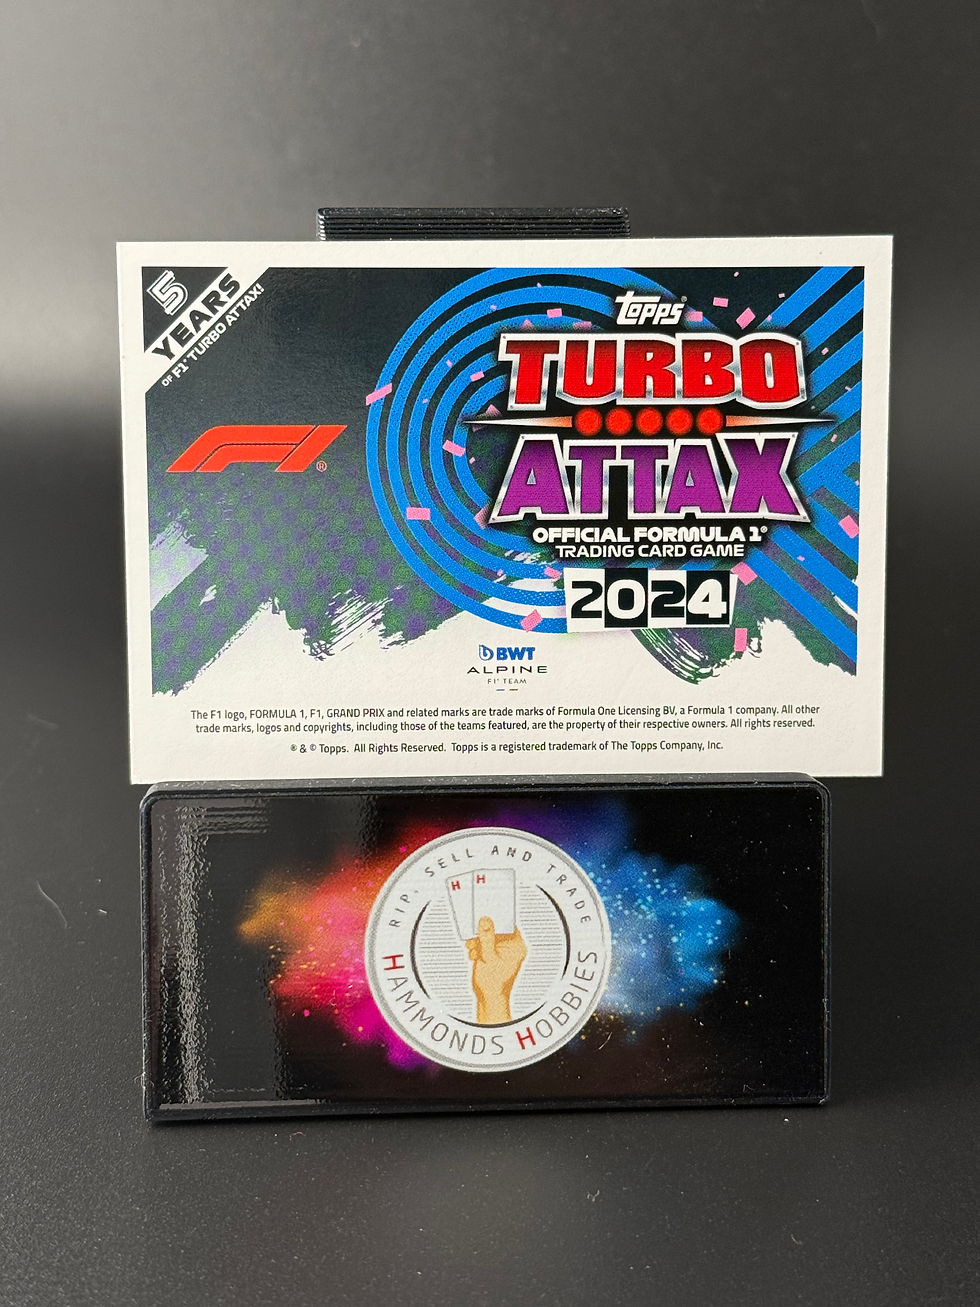 5
YEARS
OF F1® TURBO ATTAX!
Topps®
TURBO
ATTAX
OFFICIAL FORMULA 1®
TRADING CARD GAME
2024
F1®
BWT
ALPINE
F1® TEAM
The F1 logo, FORMULA 1, F1, GRAND PRIX and related marks are trade marks of Formula One Licensing BV, a Formula 1 company. All other
trade marks, logos and copyrights, including those of the teams featured, are the property of their respective owners. All rights reserved.
® & © Topps. All Rights Reserved. Topps is a registered trademark of The Topps Company, Inc.
RIP, SELL AND TRADE
H H
HAMMONDS HOBBIES